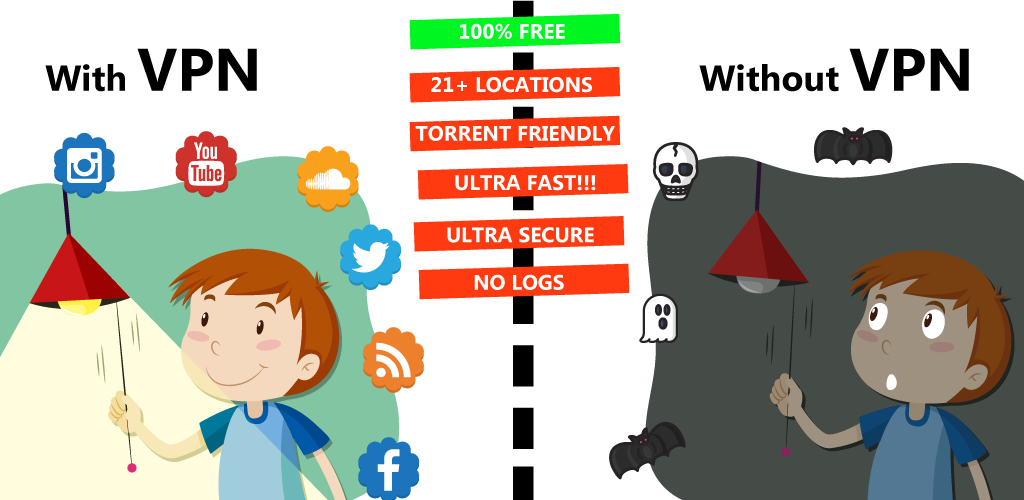 With VPN
You
Tube
100% FREE
21+ LOCATIONS
TORRENT FRIENDLY
ULTRA FAST!!!
ULTRA SECURE
NO LOGS
Without VPN